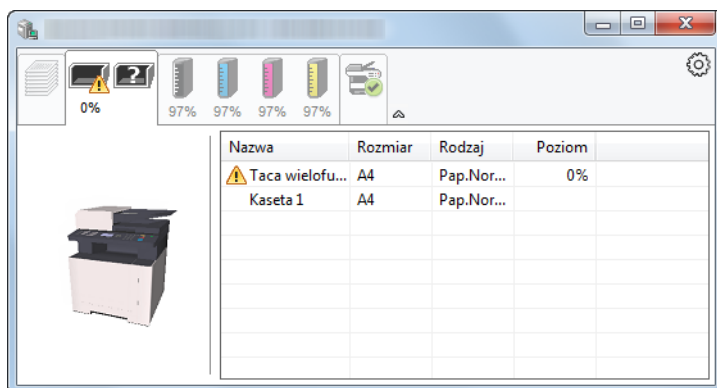 0% 97% 97% 97% 97%
Nazwa Rozmiar Rodzaj Poziom
Taca wielofu... A4 Pap.Nor... 0%
Kaseta 1 A4 Pap.Nor...